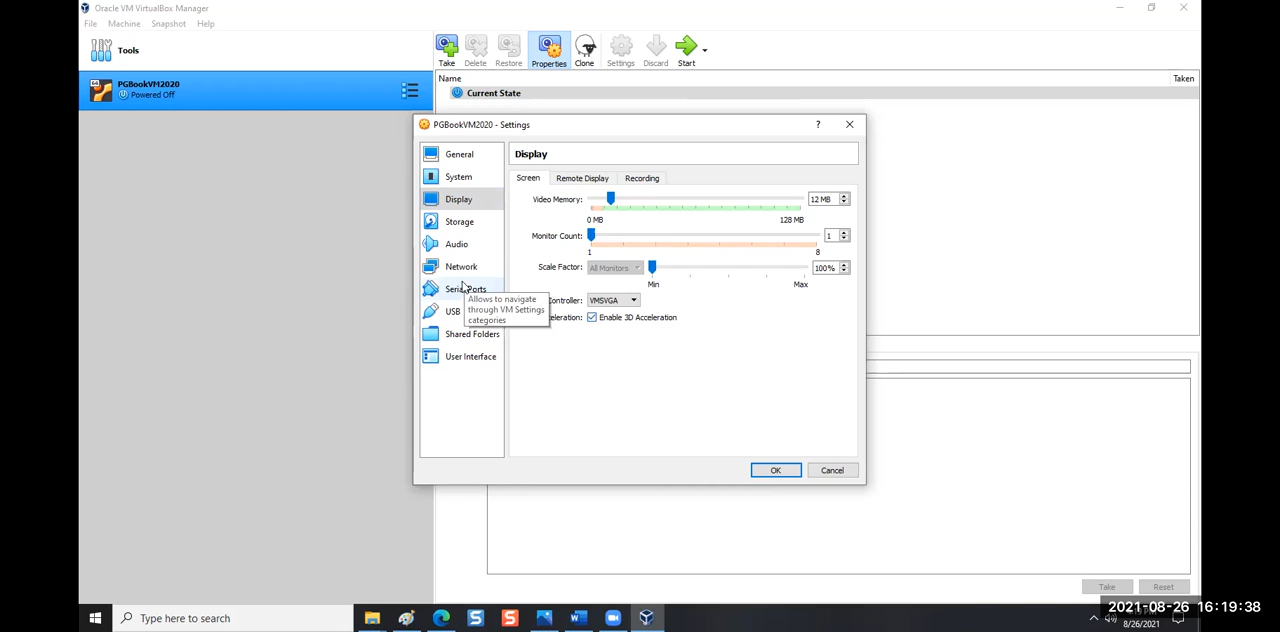 Oracle VM VirtualBox Manager
File Machine Snapshot Help
Tools
Take Delete Restore Properties Clone Settings Discard Start
64
PGBookVM2020
Powered Off
Name Taken
Current State
PGBookVM2020 - Settings ?
General
System
Display
Storage
Audio
Network
Serial Ports
USB
Shared Folders
User Interface
Display
Screen Remote Display Recording
Video Memory: 12 MB
0 MB 128 MB
Monitor Count: 1
1 8
Scale Factor: All Monitors 100%
Min Max
Controller: VMSVGA
eleration: Enable 3D Acceleration
Allows to navigate
through VM Settings
categories
OK Cancel
Take Reset
Type here to search
2021-08-26 16:19:38
8/26/2021